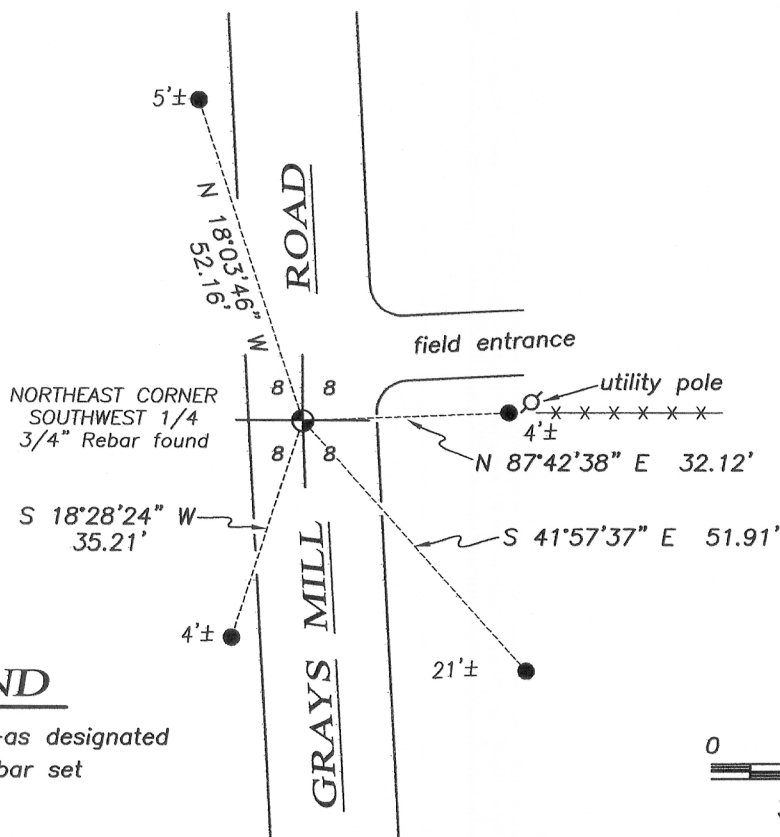 5'±
N 18°03'46" W
52.16'
ROAD
field entrance
NORTHEAST CORNER
SOUTHWEST 1/4
3/4" Rebar found
8 8
8 8
utility pole
4'±
N 87°42'38" E 32.12'
S 18°28'24" W
35.21'
S 41°57'37" E 51.91'
GRAYS MILL
4'±
21'±
ND
as designated
bar set
0